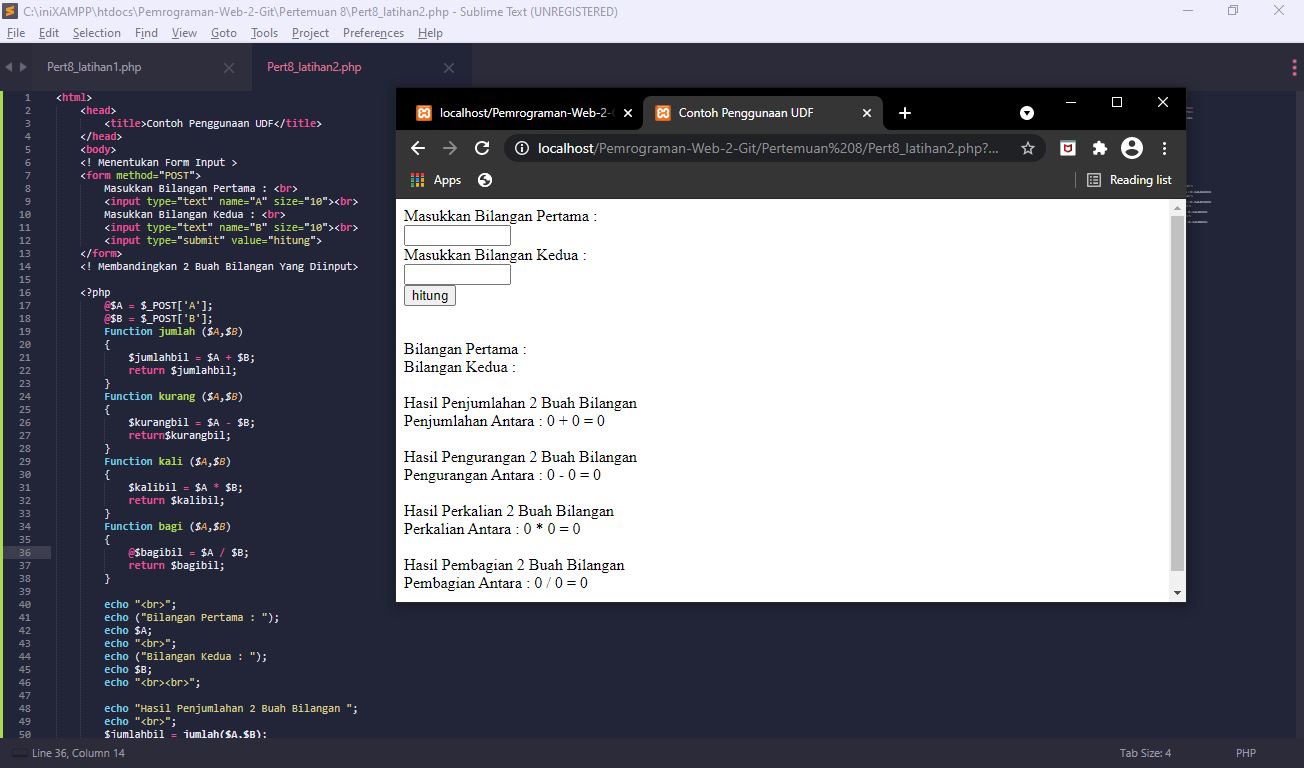 C:\iniXAMPP\htdocs\Pemrograman-Web-2-Git\Pertemuan 8\Pert8_latihan2.php - Sublime Text (UNREGISTERED)
File Edit Selection Find View Goto Tools Project Preferences Help
Pert8_latihan1.php
Pert8_latihan2.php
1 <html>
2 <head>
3 <title>Contoh Penggunaan UDF</title>
4 </head>
5 <body>
6 <! Menentukan Form Input >
7 <form method="POST">
8 Masukkan Bilangan Pertama : <br>
9 <input type="text" name="A" size="10"><br>
10 Masukkan Bilangan Kedua : <br>
11 <input type="text" name="B" size="10"><br>
12 <input type="submit" value="hitung">
13 </form>
14 <! Membandingkan 2 Buah Bilangan Yang Diinput>
15
16 <?php
17 @$A = $_POST['A'];
18 @$B = $_POST['B'];
19 Function jumlah ($A,$B)
20 {
21 $jumlahbil = $A + $B;
22 return $jumlahbil;
23 }
24 Function kurang ($A,$B)
25 {
26 $kurangbil = $A - $B;
27 return$kurangbil;
28 }
29 Function kali ($A,$B)
30 {
31 $kalibil = $A * $B;
32 return $kalibil;
33 }
34 Function bagi ($A,$B)
35 {
36 @$bagibil = $A / $B;
37 return $bagibil;
38 }
39
40 echo "<br>";
41 echo ("Bilangan Pertama : ");
42 echo $A;
43 echo "<br>";
44 echo ("Bilangan Kedua : ");
45 echo $B;
46 echo "<br><br>";
47
48 echo "Hasil Penjumlahan 2 Buah Bilangan ";
49 echo "<br>";
50 $jumlahbil = jumlah($A,$B);
Line 36, Column 14
Tab Size: 4
PHP
localhost/Pemrograman-Web-2-
Contoh Penggunaan UDF
localhost/Pemrograman-Web-2-Git/Pertemuan%208/Pert8_latihan2.php?...
Apps
Reading list
Masukkan Bilangan Pertama :
Masukkan Bilangan Kedua :
hitung
Bilangan Pertama :
Bilangan Kedua :
Hasil Penjumlahan 2 Buah Bilangan
Penjumlahan Antara : 0 + 0 = 0
Hasil Pengurangan 2 Buah Bilangan
Pengurangan Antara : 0 - 0 = 0
Hasil Perkalian 2 Buah Bilangan
Perkalian Antara : 0 * 0 = 0
Hasil Pembagian 2 Buah Bilangan
Pembagian Antara : 0 / 0 = 0